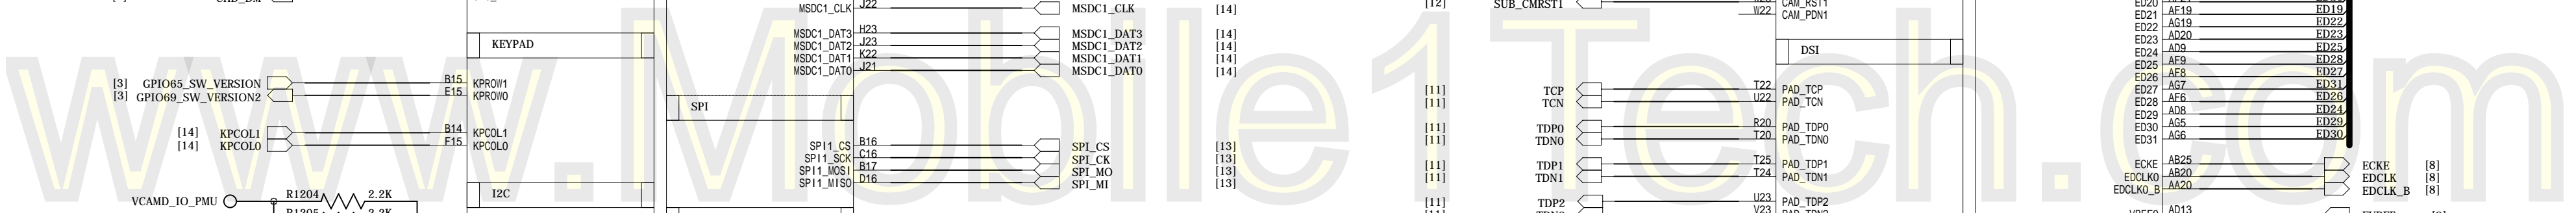 MSDC1_CLK J22 MSDC1_CLK [14]
[12] SUB_CMRST1 CAM_RST1
W22 CAM_PDN1
ED20
ED21 AF19 ED19
ED22 AG19 ED22
ED23 AD20 ED23
ED24 AD9 ED25
ED25 AF9 ED28
ED26 AF8 ED27
ED27 AG7 ED31
ED28 AF6 ED26
ED29 AD8 ED24
ED30 AG5 ED29
ED31 AG6 ED30
KEYPAD
MSDC1_DAT3 H23 MSDC1_DAT3 [14]
MSDC1_DAT2 J23 MSDC1_DAT2 [14]
MSDC1_DAT1 K22 MSDC1_DAT1 [14]
MSDC1_DAT0 J21 MSDC1_DAT0 [14]
DSI
[3] GPIO65_SW_VERSION B15 KPROW1
[3] GPIO69_SW_VERSION2 E15 KPROW0
SPI
[11] TCP T22 PAD_TCP
[11] TCN U22 PAD_TCN
[14] KPCOL1 B14 KPCOL1
[14] KPCOL0 F15 KPCOL0
[11] TDP0 R20 PAD_TDP0
[11] TDN0 T20 PAD_TDN0
SPI1_CS B16 SPI_CS [13]
SPI1_SCK C16 SPI_CK [13]
SPI1_MOSI B17 SPI_MO [13]
SPI1_MISO D16 SPI_MI [13]
[11] TDP1 T25 PAD_TDP1
[11] TDN1 T24 PAD_TDN1
ECKE AB25 ECKE [8]
EDCLK0 AB20 EDCLK [8]
EDCLK0_B AA20 EDCLK_B [8]
I2C
VCAMD_IO_PMU R1204 2.2K
R1205 2.2K
[11] TDP2 U23 PAD_TDP2
V23
AD13
www.Mobile1Tech.com